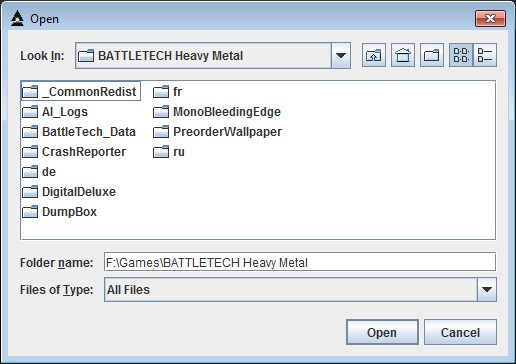 Open
Look In: BATTLETECH Heavy Metal
_CommonRedist
AI_Logs
BattleTech_Data
CrashReporter
de
DigitalDeluxe
DumpBox
fr
MonoBleedingEdge
PreorderWallpaper
ru
Folder name: F:\Games\BATTLETECH Heavy Metal
Files of Type: All Files
Open Cancel